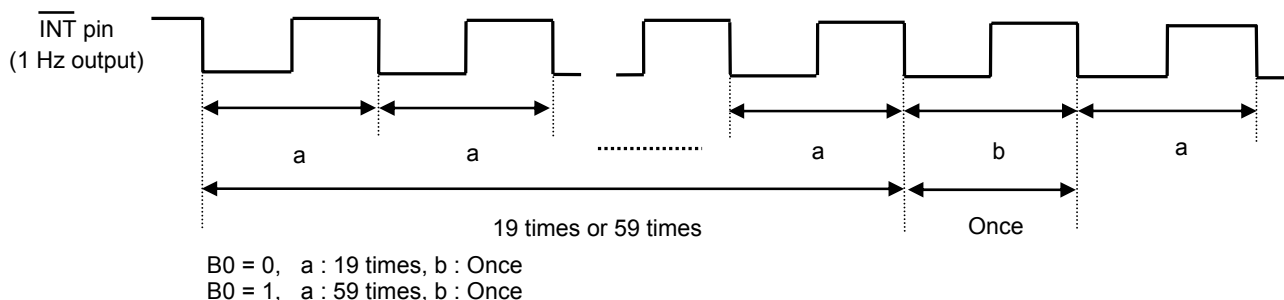 INT pin
(1 Hz output)
a
a
a
b
a
19 times or 59 times
Once
B0 = 0, a : 19 times, b : Once
B0 = 1, a : 59 times, b : Once